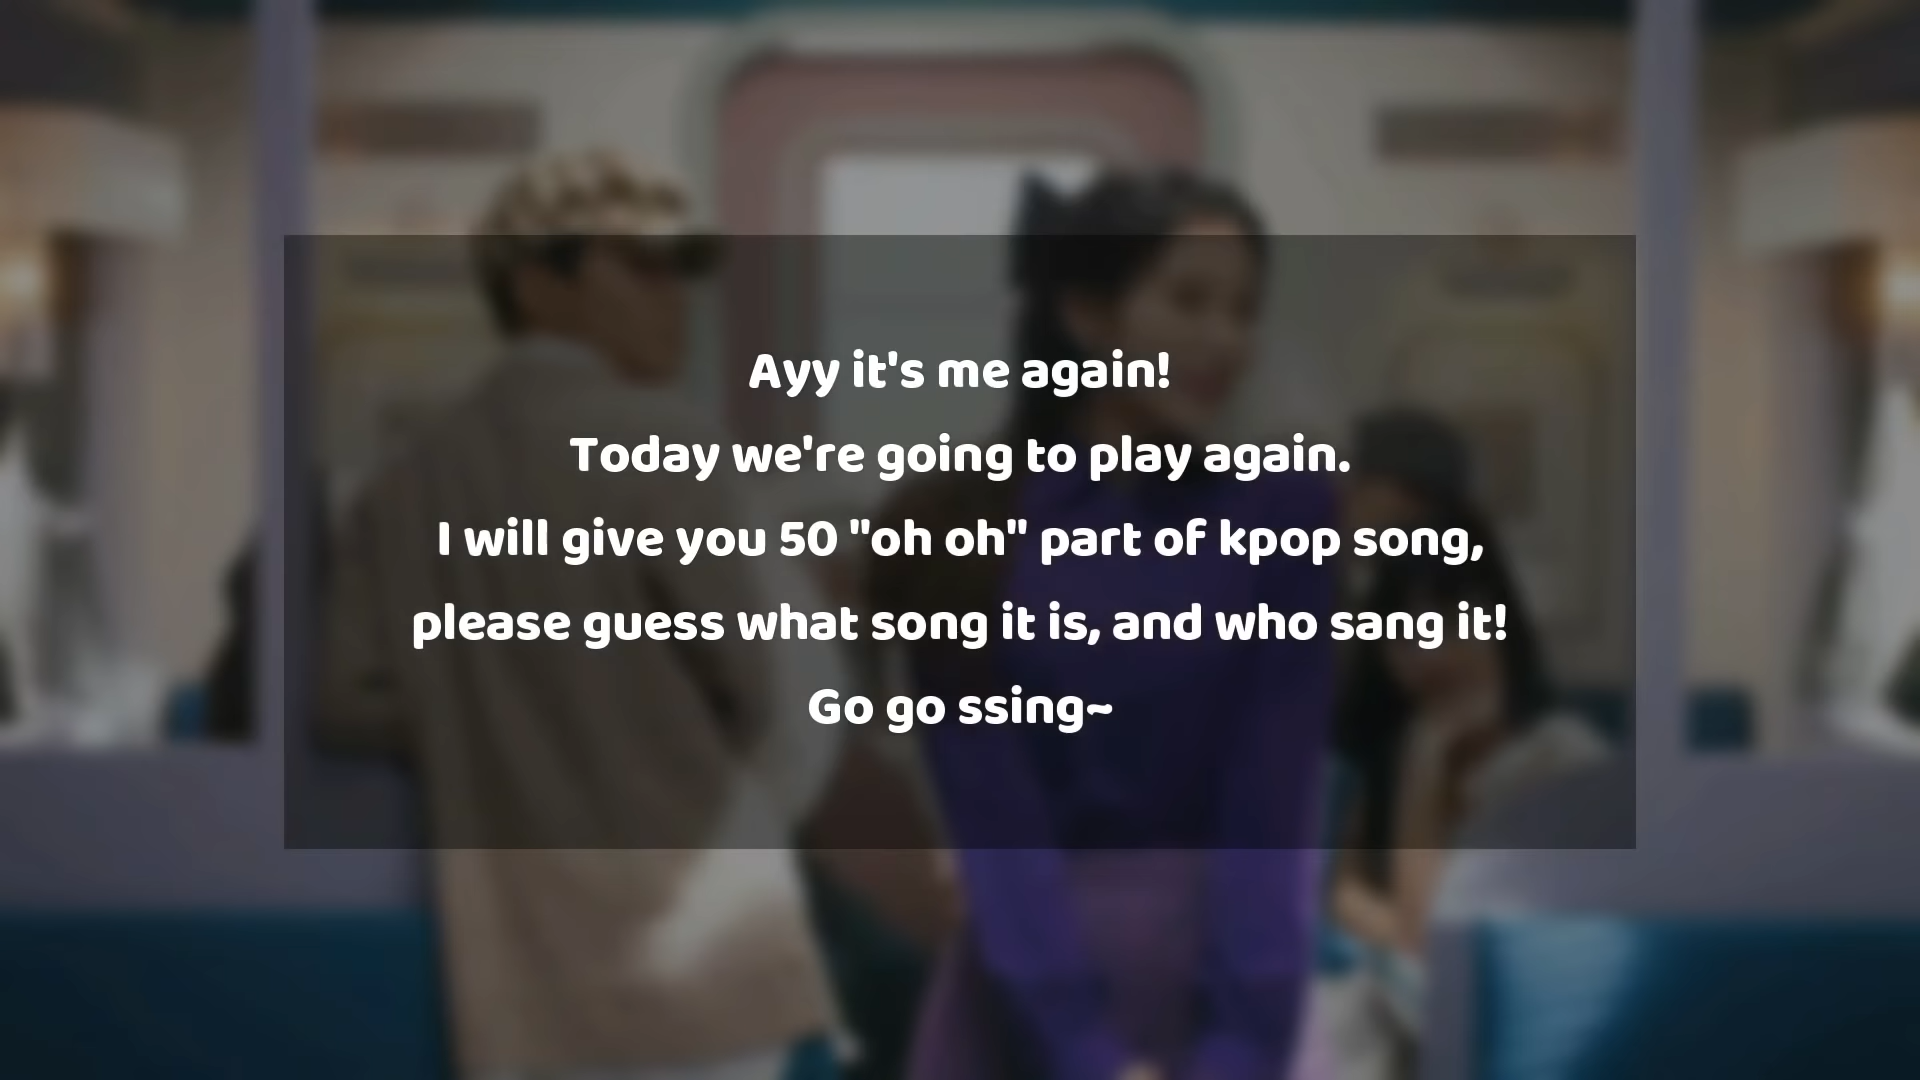 Ayy it's me again!
Today we're going to play again.
I will give you 50 "oh oh" part of kpop song,
please guess what song it is, and who sang it!
Go go ssing~